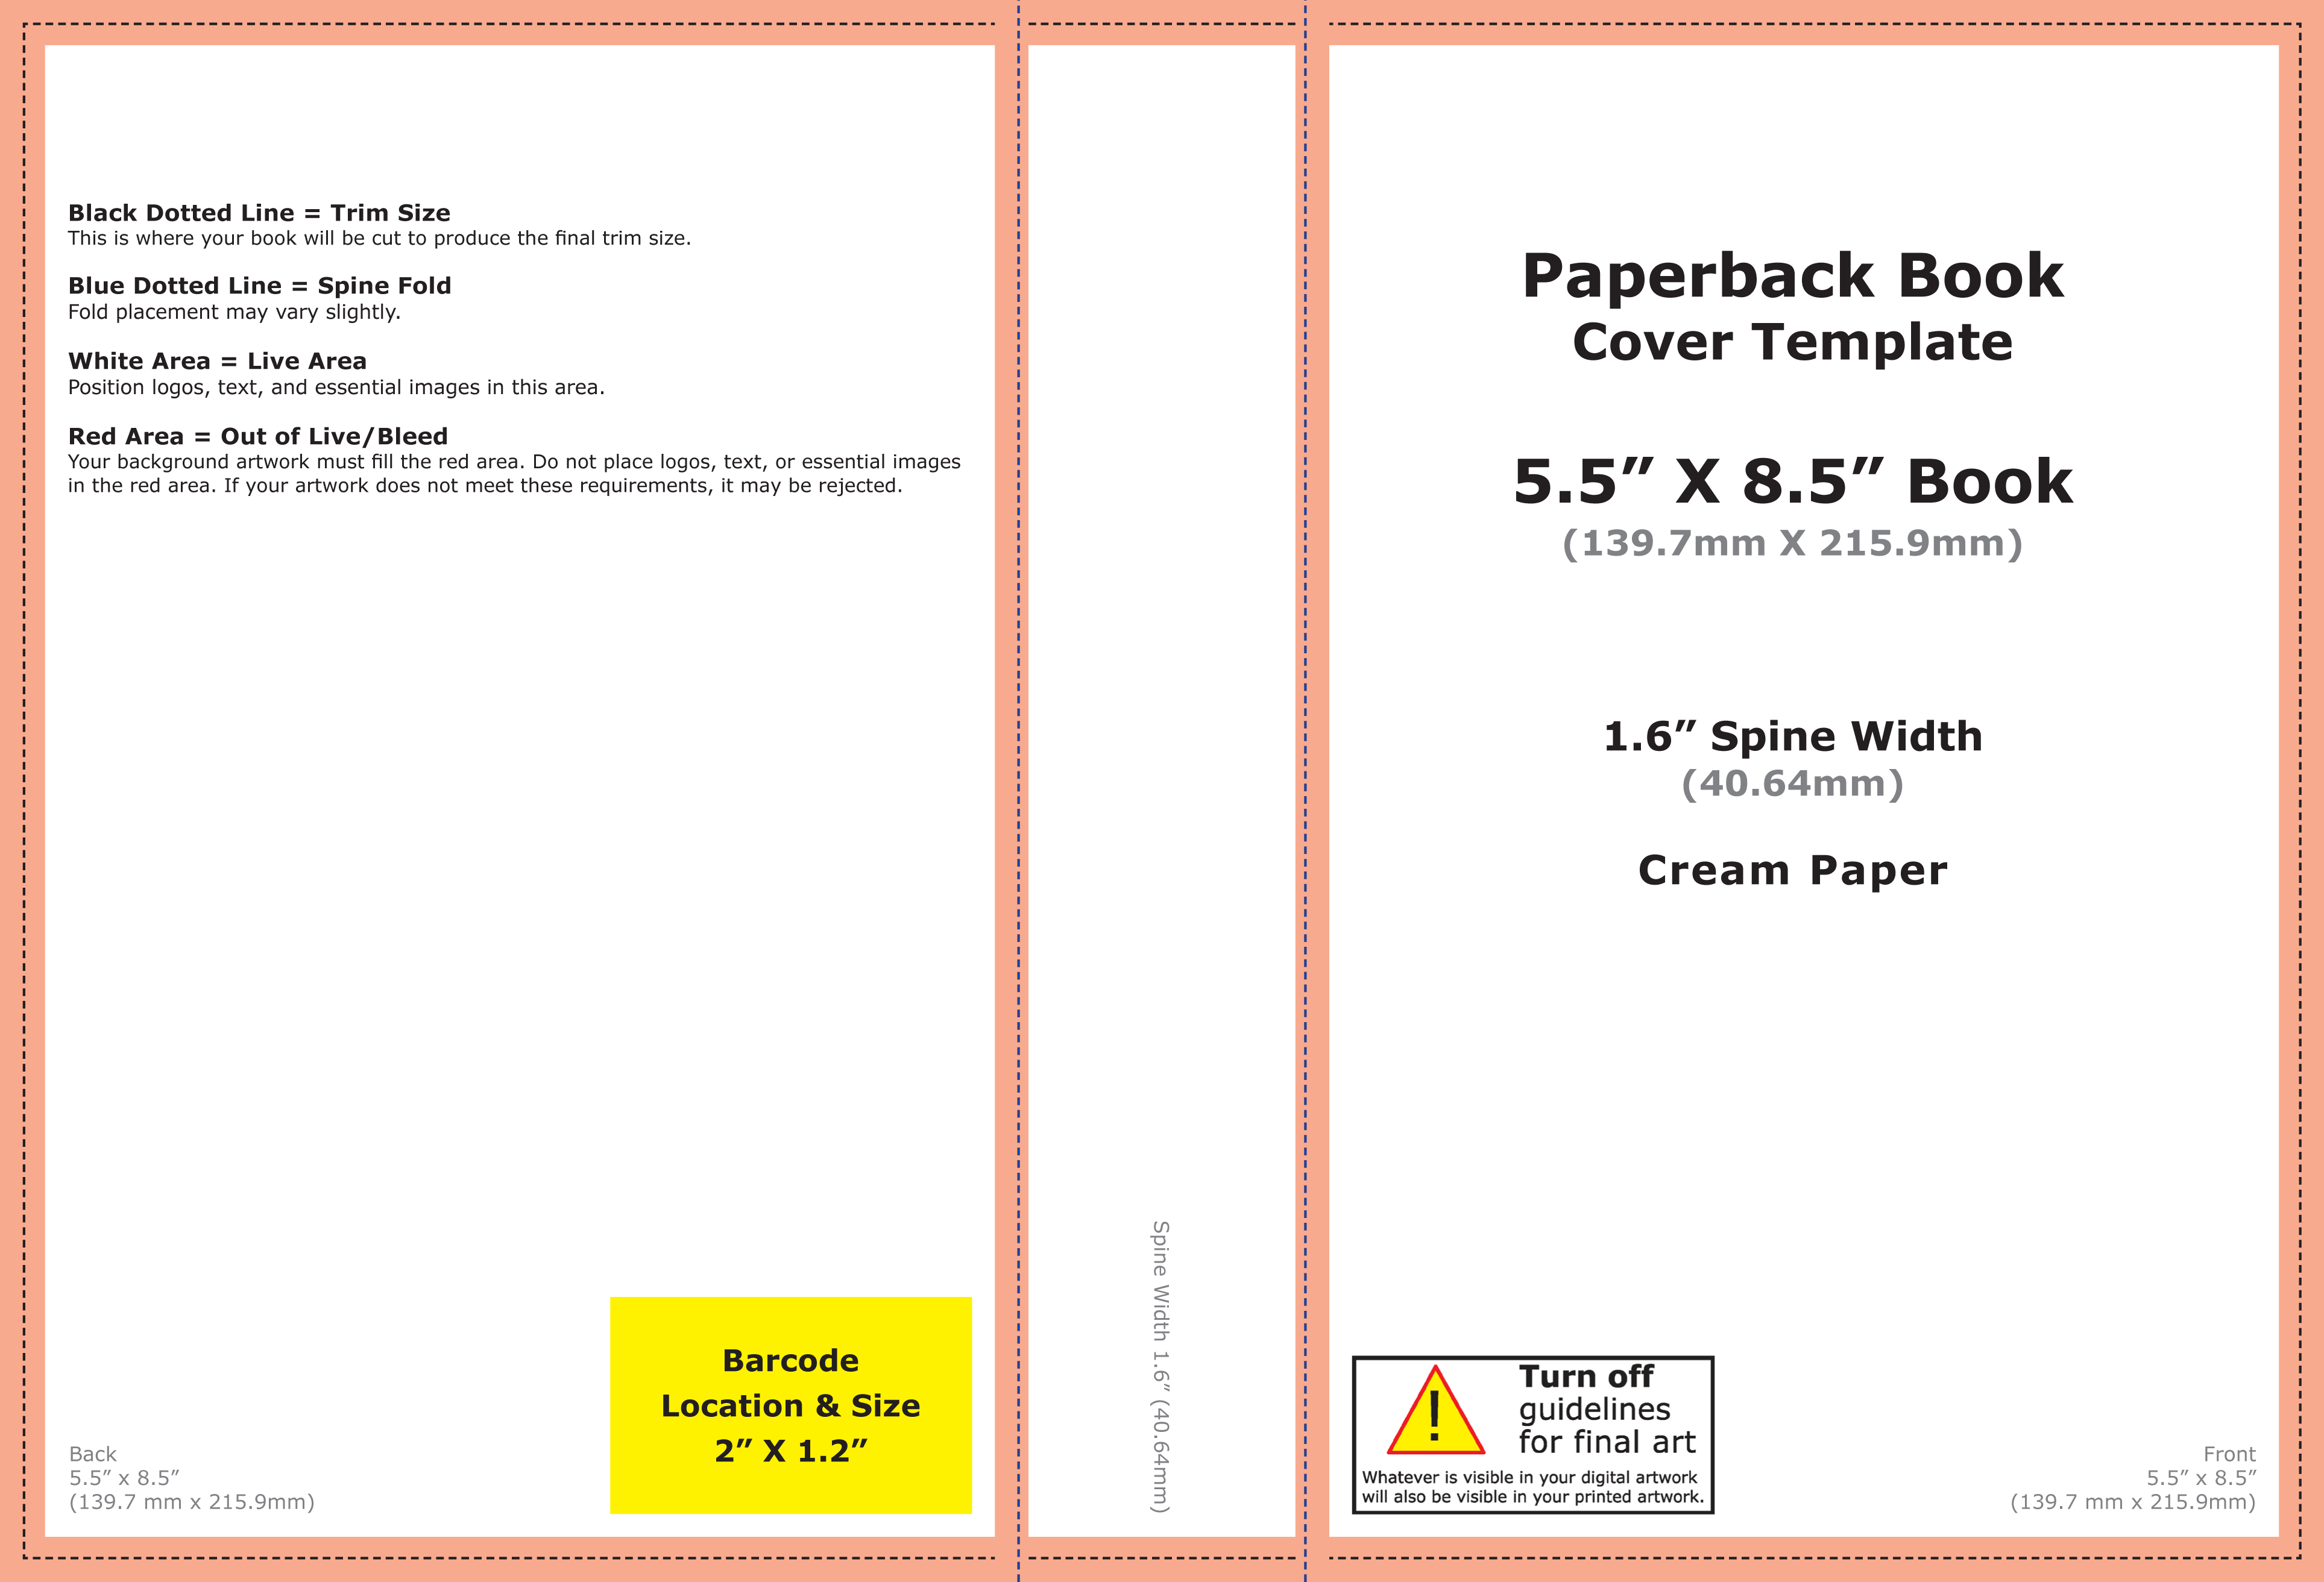 Black Dotted Line = Trim Size
This is where your book will be cut to produce the final trim size.
Blue Dotted Line = Spine Fold
Fold placement may vary slightly.
White Area = Live Area
Position logos, text, and essential images in this area.
Red Area = Out of Live/Bleed
Your background artwork must fill the red area. Do not place logos, text, or essential images
in the red area. If your artwork does not meet these requirements, it may be rejected.
Barcode
Location & Size
2” X 1.2”
Back
5.5” x 8.5”
(139.7 mm x 215.9mm)
Spine Width 1.6” (40.64mm)
Paperback Book
Cover Template
5.5” X 8.5” Book
(139.7mm X 215.9mm)
1.6” Spine Width
(40.64mm)
Cream Paper
!
Turn off
guidelines
for final art
Whatever is visible in your digital artwork
will also be visible in your printed artwork.
Front
5.5” x 8.5”
(139.7 mm x 215.9mm)